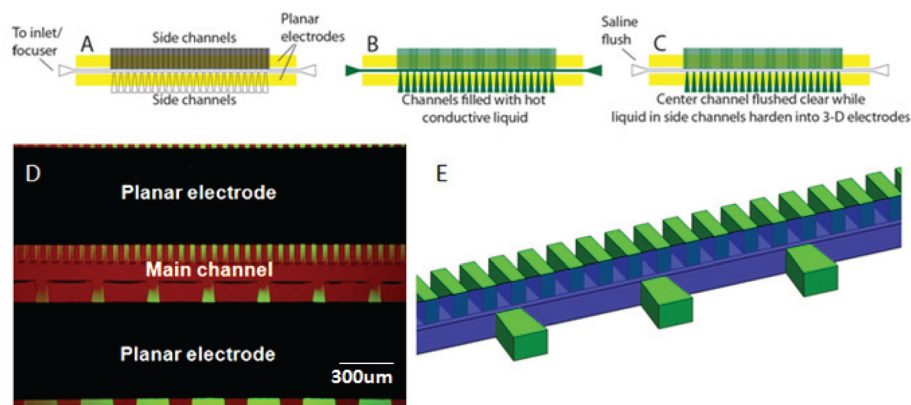 To inlet/
focuser
A
Side channels
Planar
electrodes
Side channels
B
Channels filled with hot
conductive liquid
Saline
flush
C
Center channel flushed clear while
liquid in side channels harden into 3-D electrodes
D
Planar electrode
Main channel
Planar electrode
300um
E